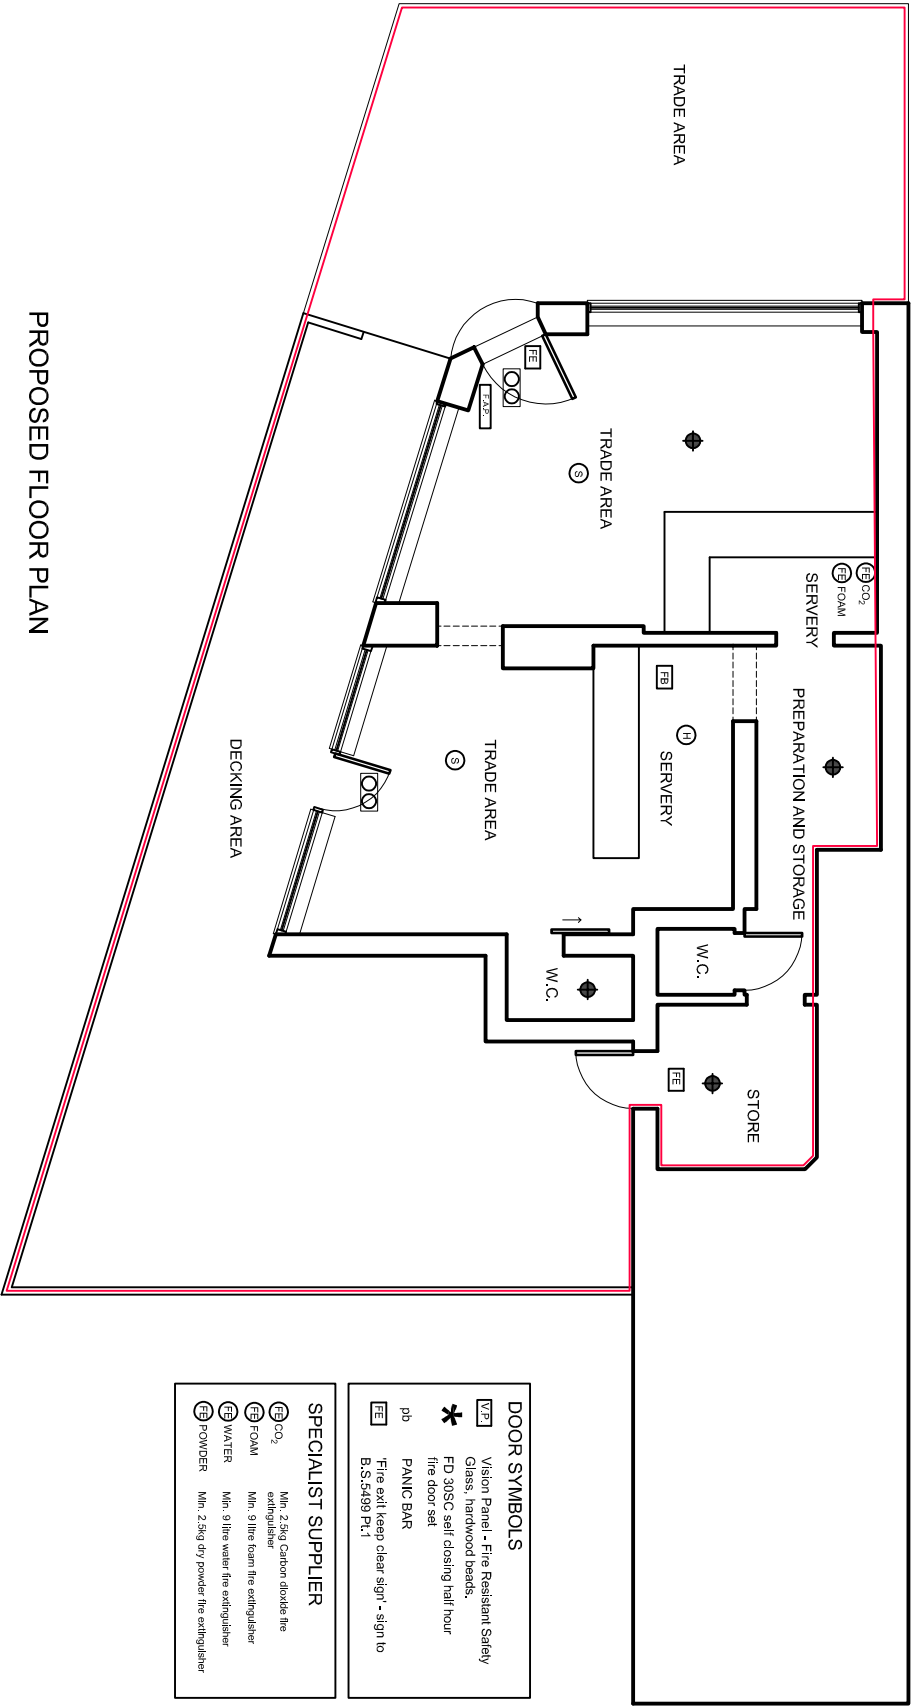 PROPOSED FLOOR PLAN
TRADE AREA
FE
F.A.P.
TRADE AREA
S
FE CO2
FE FOAM
SERVERY
PREPARATION AND STORAGE
FB
H
SERVERY
TRADE AREA
S
DECKING AREA
W.C.
W.C.
FE
STORE
DOOR SYMBOLS
V.P. Vision Panel - Fire Resistant Safety
Glass, hardwood beads.
* FD 30SC self closing half hour
fire door set
pb PANIC BAR
FE 'Fire exit keep clear sign' - sign to
B.S.5499 Pt.1
SPECIALIST SUPPLIER
FE CO2 Min. 2.5kg Carbon dioxide fire
extinguisher
FE FOAM Min. 9 litre foam fire extinguisher
FE WATER Min. 9 litre water fire extinguisher
FE POWDER Min. 2.5kg dry powder fire extinguisher